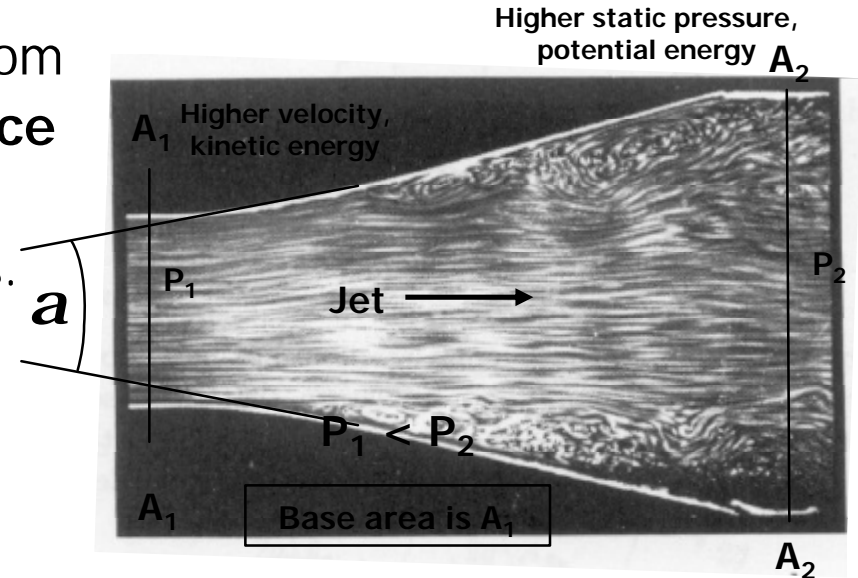 Higher static pressure,
potential energy
A₂
om
ce
A₁
Higher velocity,
kinetic energy
P₁
P₂
a
Jet
P₁ < P₂
A₁
Base area is A₁
A₂